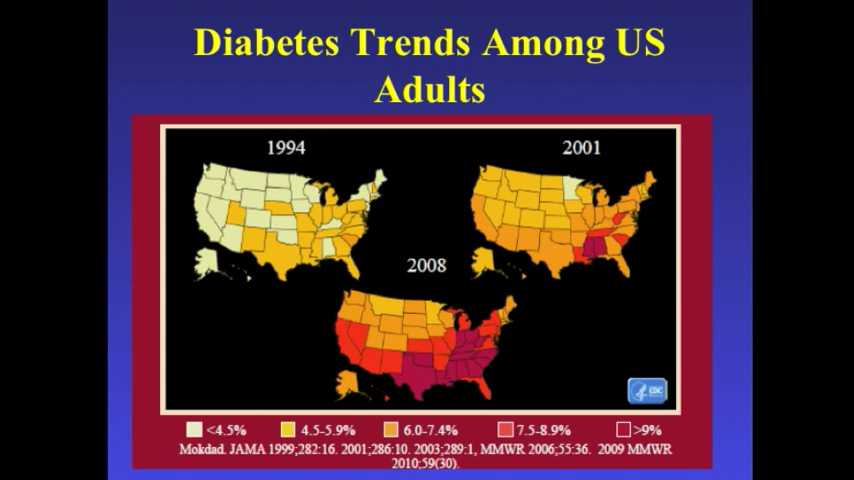 Diabetes Trends Among US
Adults
1994
2001
2008
CDC
<4.5%
4.5-5.9%
6.0-7.4%
7.5-8.9%
>9%
Mokdad. JAMA 1999;282:16. 2001;286:10. 2003;289:1, MMWR 2006;55:36. 2009 MMWR
2010;59(30).